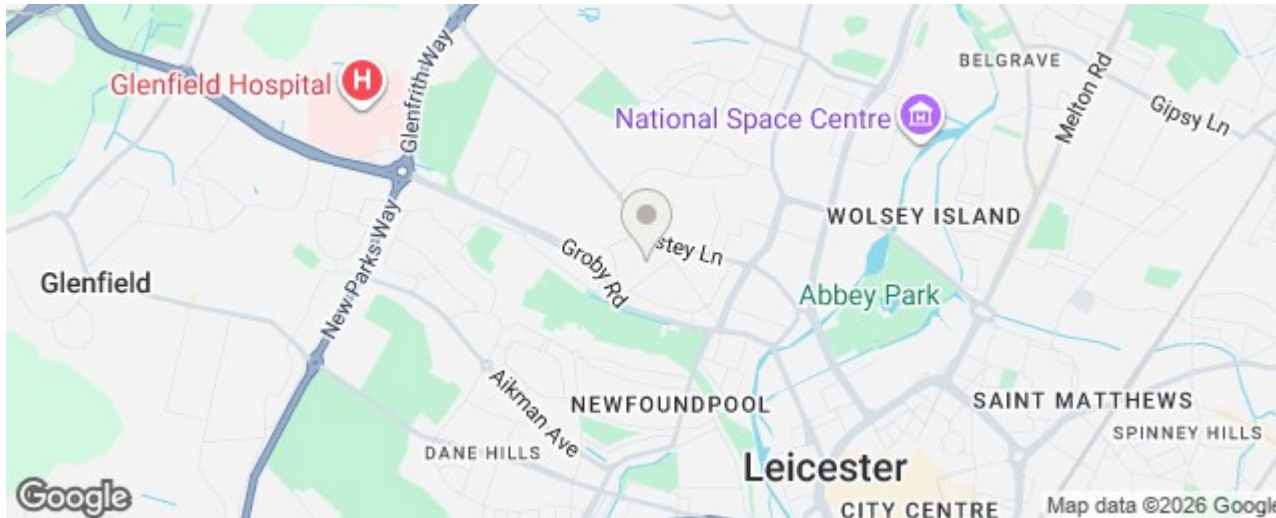 BELGRAVE
Melton Rd
Gipsy Ln
Glenfield Hospital
H
Glenfrith Way
National Space Centre
WOLSEY ISLAND
stey Ln
Groby Rd
New Parks Way
Glenfield
Abbey Park
Aikman Ave
NEWFOUNDPOOL
SAINT MATTHEWS
SPINNEY HILLS
DANE HILLS
Leicester
CITY CENTRE
Google
Map data ©2026 Google